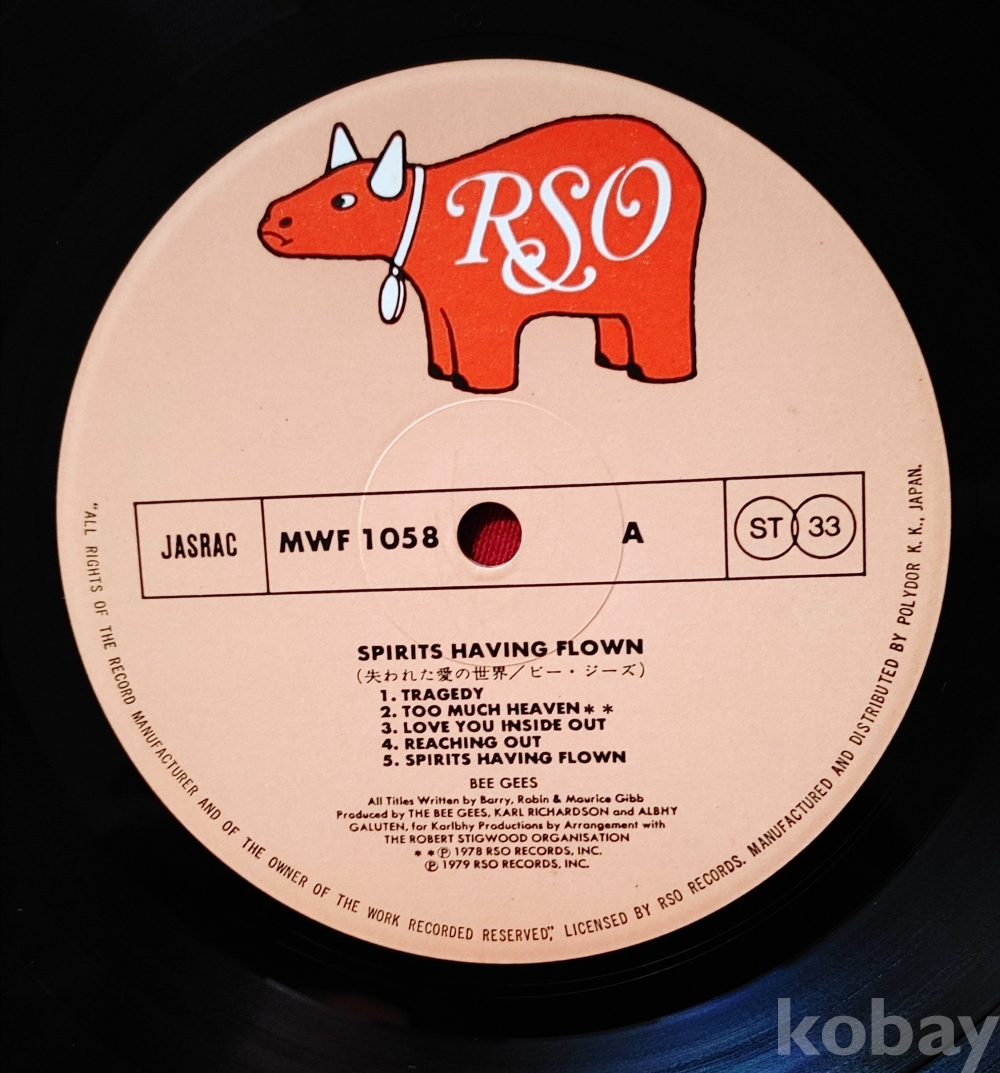 RSO
JASRAC
MWF 1058
A
ST 33
SPIRITS HAVING FLOWN
(失われた愛の世界／ビー・ジーズ)
1. TRAGEDY
2. TOO MUCH HEAVEN＊＊
3. LOVE YOU INSIDE OUT
4. REACHING OUT
5. SPIRITS HAVING FLOWN
BEE GEES
All Titles Written by Barry, Robin & Maurice Gibb
Produced by THE BEE GEES, KARL RICHARDSON and ALBHY
GALUTEN, for Karlbhy Productions by Arrangement with
THE ROBERT STIGWOOD ORGANISATION
＊＊Ⓟ 1978 RSO RECORDS, INC.
Ⓟ 1979 RSO RECORDS, INC.
"ALL RIGHTS OF THE RECORD MANUFACTURER AND OF THE OWNER OF THE WORK RECORDED RESERVED," LICENSED BY RSO RECORDS. MANUFACTURED AND DISTRIBUTED BY POLYDOR K. K., JAPAN.
kobay